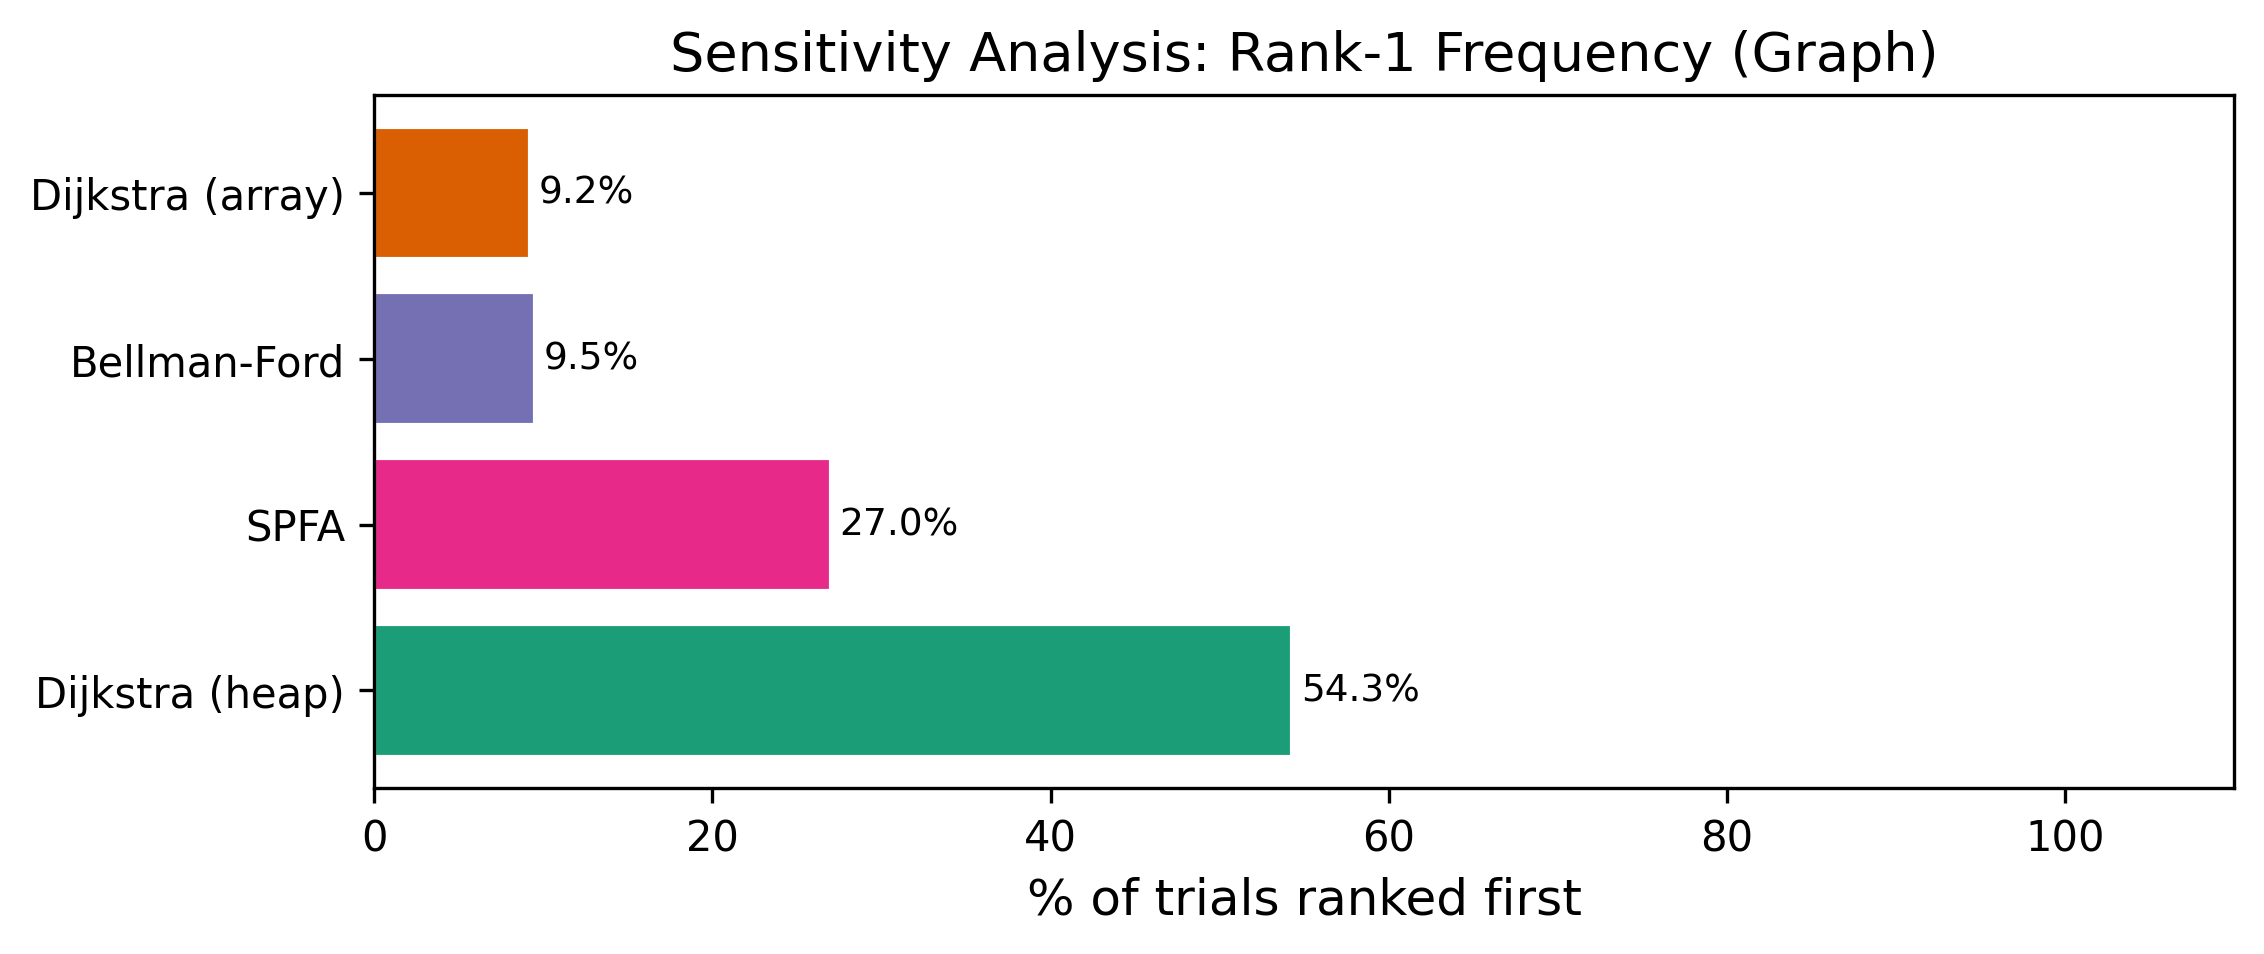 Sensitivity Analysis: Rank-1 Frequency (Graph)
Dijkstra (array)
9.2%
Bellman-Ford
9.5%
SPFA
27.0%
Dijkstra (heap)
54.3%
0 20 40 60 80 100
% of trials ranked first